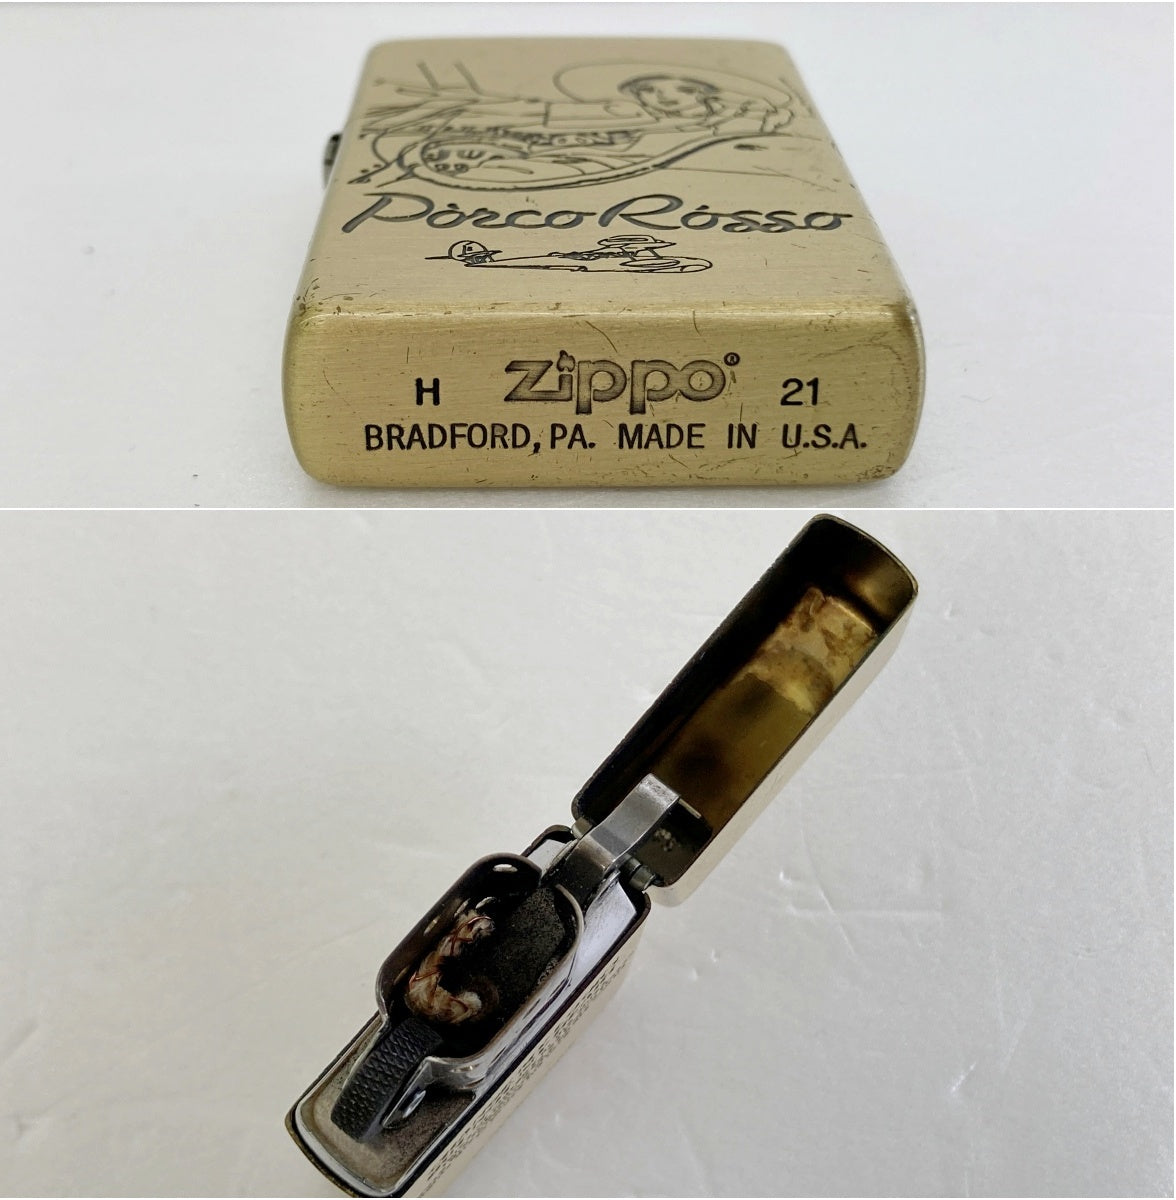 Porco Rosso
H zippo® 21
BRADFORD, PA. MADE IN U.S.A.